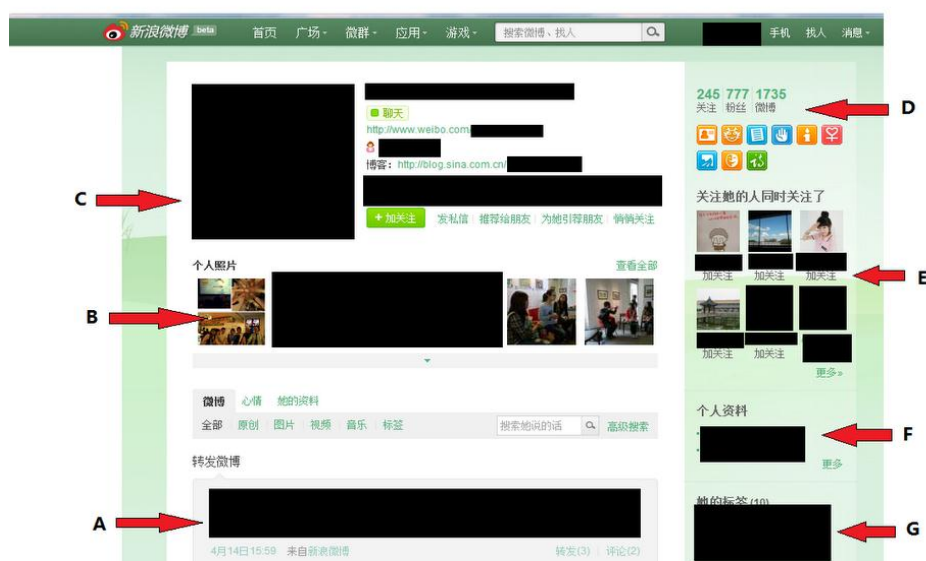 新浪微博 beta 首页 广场 微群 应用 游戏 搜索微博、找人 手机 找人 消息
聊天
http://www.weibo.com/
博客: http://blog.sina.com.cn/
+加关注 发私信 推荐给朋友 为她引荐朋友 悄悄关注
C
个人照片 查看全部
B
微博 心情 她的资料
全部 原创 图片 视频 音乐 标签 搜索她说的话 高级搜索
转发微博
A
4月14日15:59 来自新浪微博 转发(3) 评论(2)
245 777 1735
关注 粉丝 微博
D
关注她的人同时关注了
加关注 加关注 加关注
E
加关注 加关注
更多»
个人资料
F
更多
她的标签(10)
G